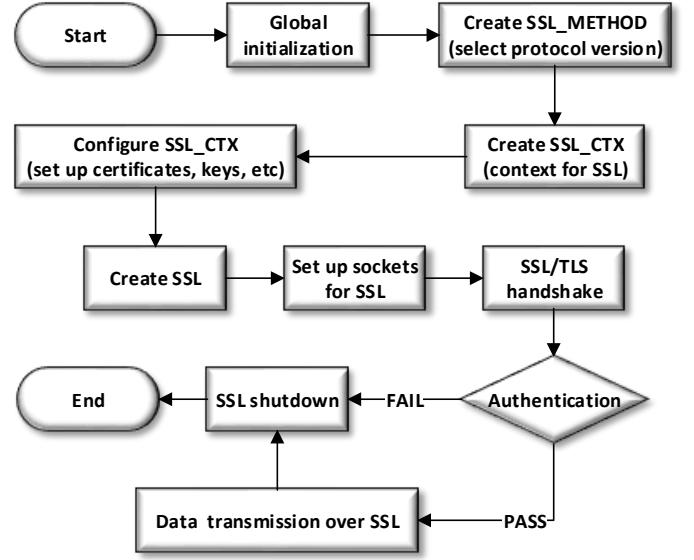 Start
Global
initialization
Create SSL_METHOD
(select protocol version)
Configure SSL_CTX
(set up certificates, keys, etc)
Create SSL_CTX
(context for SSL)
Create SSL
Set up sockets
for SSL
SSL/TLS
handshake
End
SSL shutdown
FAIL
Authentication
Data transmission over SSL
PASS